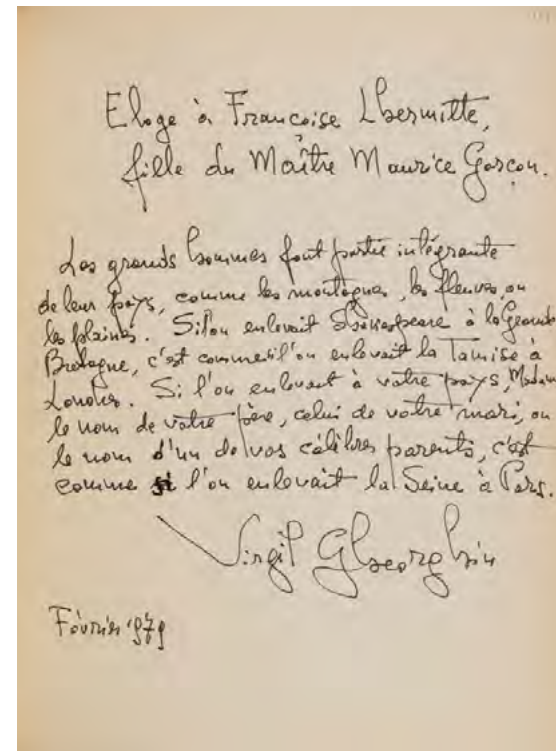 Eloge à Françoise Lhermitte,
fille du Maître Maurice Garçon.
Les grands hommes font partie intégrante
de leur pays, comme les montagnes, les fleuves, ou
les plaines. Si l'on enlevait Shakespeare à la Grande
Bretagne, c'est comme si l'on enlevait la Tamise à
Londres. Si l'on enlevait à votre pays, Madame
le nom de votre père, celui de votre mari, ou
le nom d'un de vos célèbres parents, c'est
comme si l'on enlevait la Seine à Paris.
Virgil Gheorghiu
Février 1979